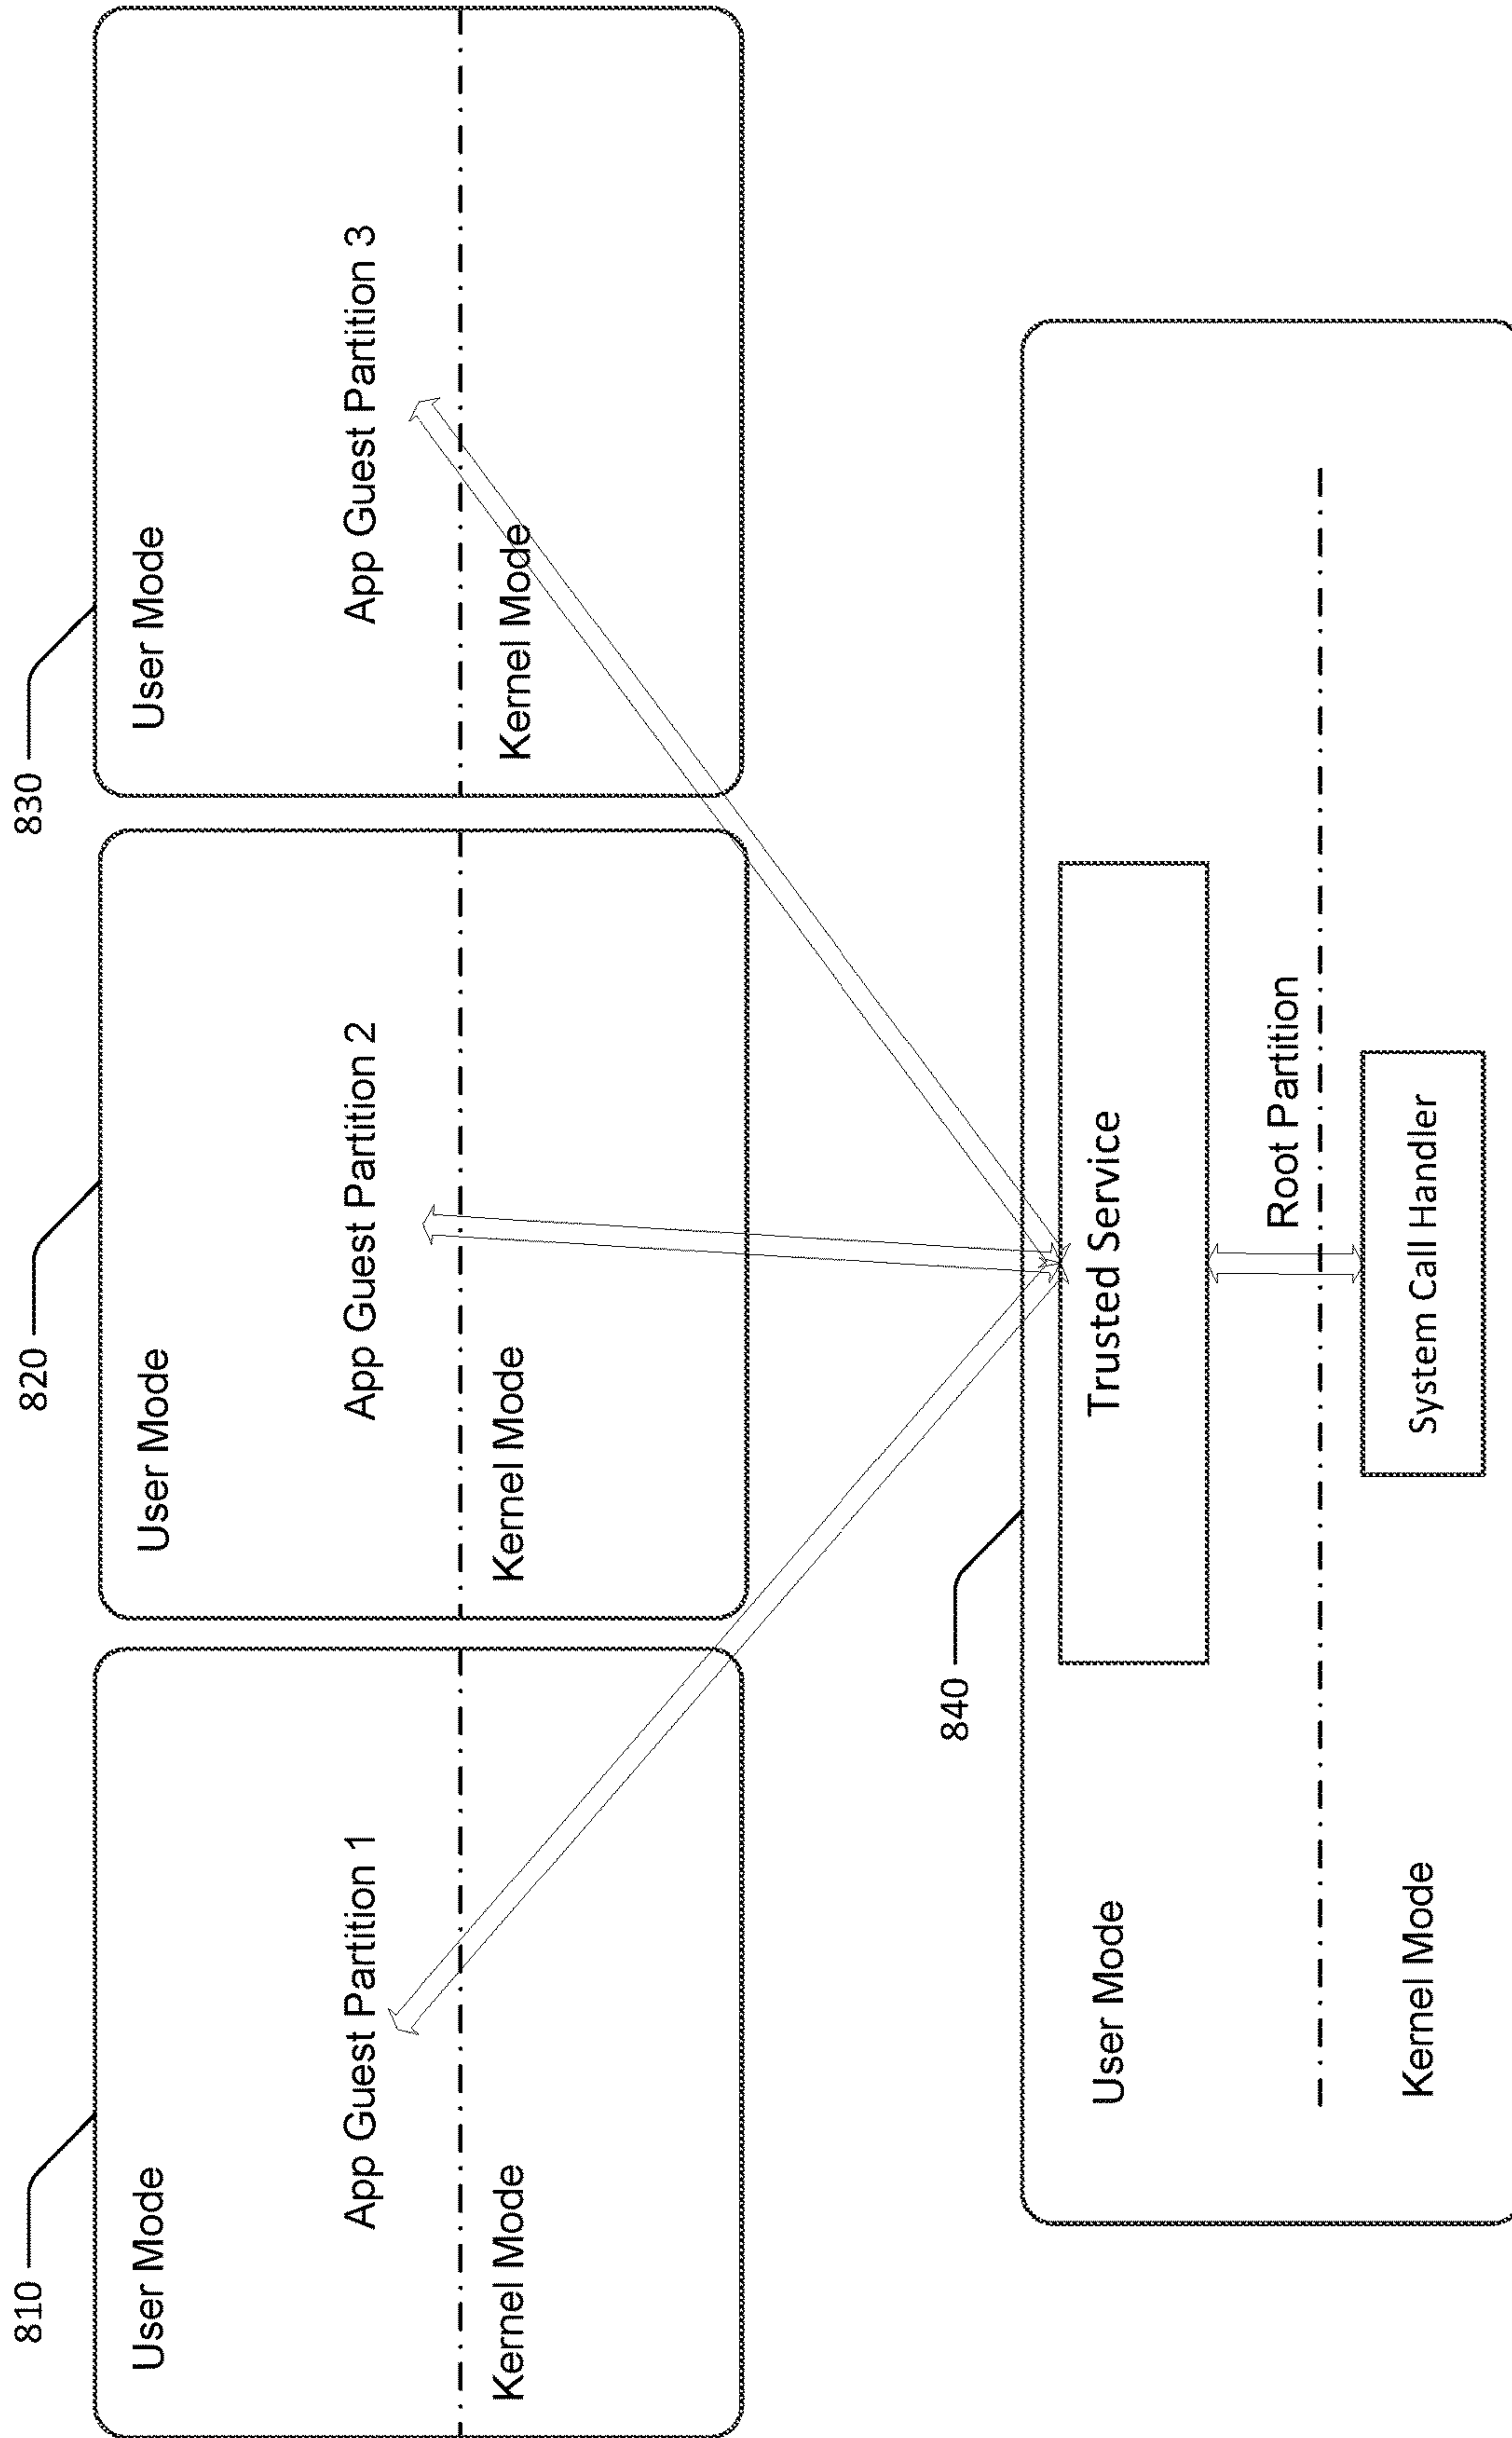 810
User Mode
App Guest Partition 1
Kernel Mode
820
User Mode
App Guest Partition 2
Kernel Mode
830
User Mode
App Guest Partition 3
Kernel Mode
840
User Mode
Trusted Service
Root Partition
Kernel Mode
System Call Handler